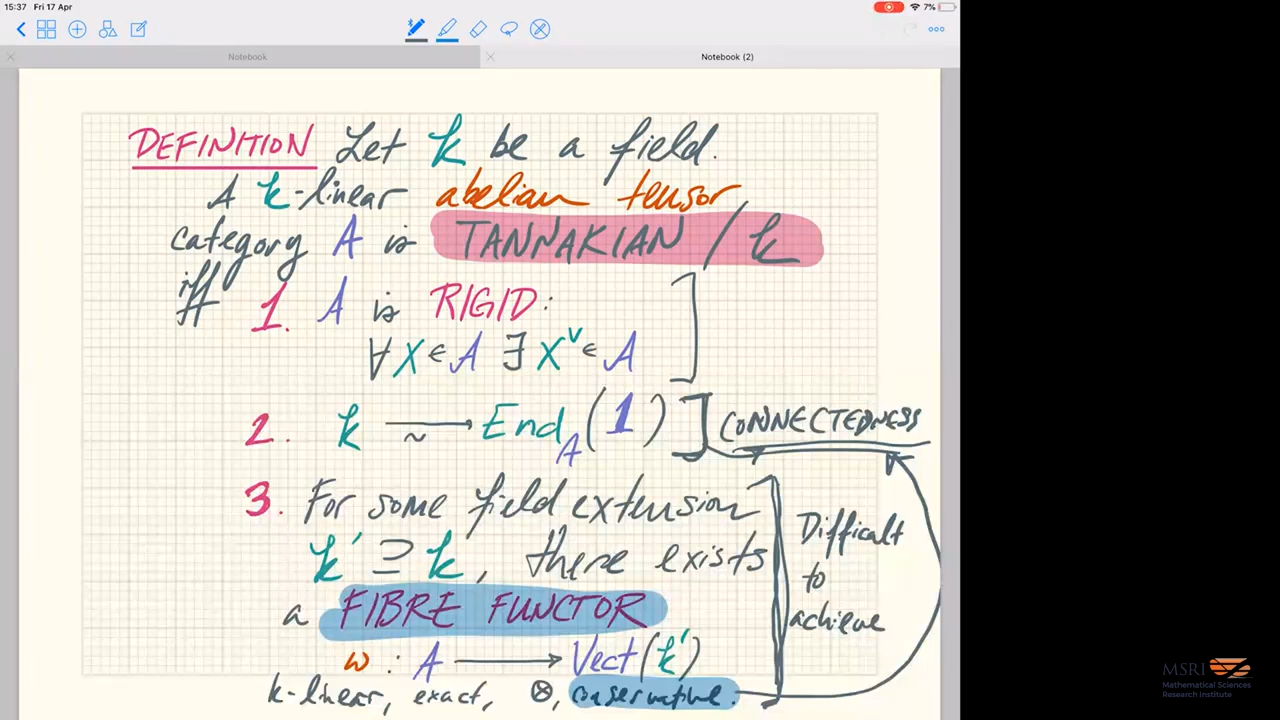 15:37 Fri 17 Apr
7%
Notebook
Notebook (2)
DEFINITION Let k be a field.
A k-linear abelian tensor
category A is TANNAKIAN / k
iff
1. A is RIGID:
∀ X ∈ A ∃ X^∨ ∈ A
2. k →~ End_A (1) ] CONNECTEDNESS
3. For some field extension
k' ⊇ k, there exists
a FIBRE FUNCTOR
Difficult
to
achieve
ω : A → Vect(k')
k-linear, exact, ⊗, conservative.
MSRI
Mathematical Sciences
Research Institute